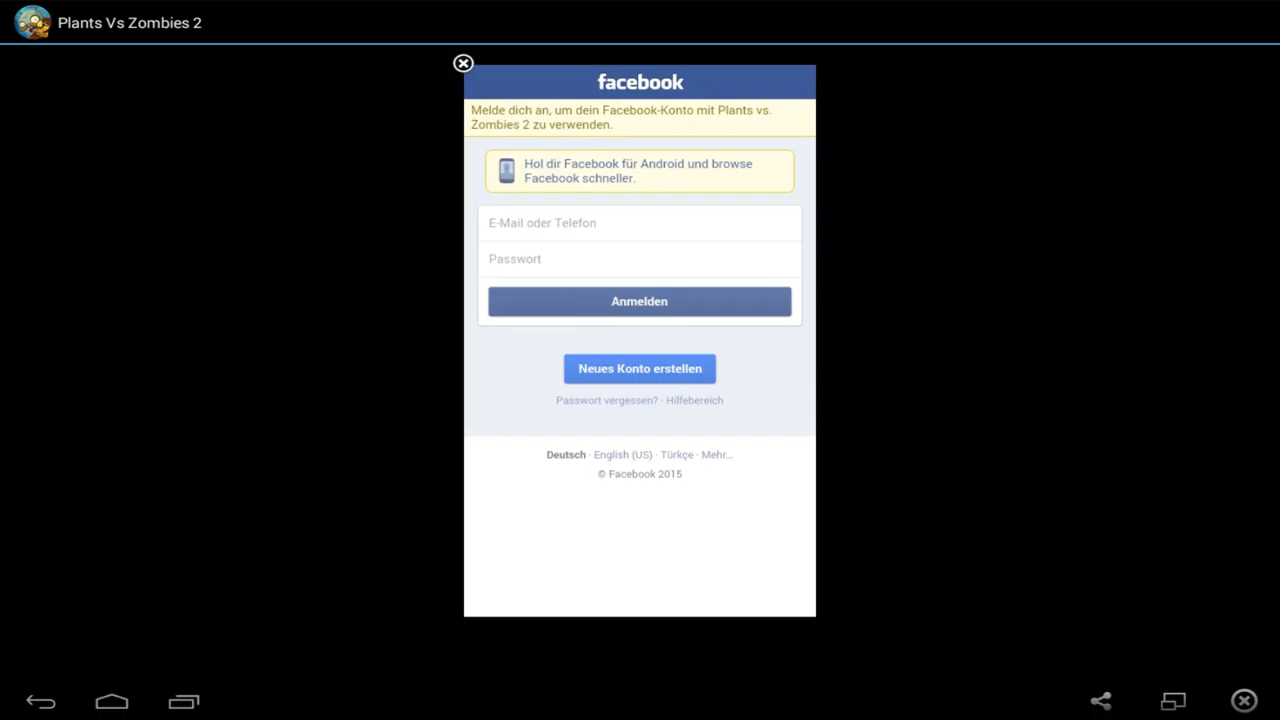 Plants Vs Zombies 2
facebook
Melde dich an, um dein Facebook-Konto mit Plants vs.
Zombies 2 zu verwenden.
Hol dir Facebook für Android und browse
Facebook schneller.
E-Mail oder Telefon
Passwort
Anmelden
Neues Konto erstellen
Passwort vergessen? · Hilfebereich
Deutsch · English (US) · Türkçe · Mehr...
© Facebook 2015